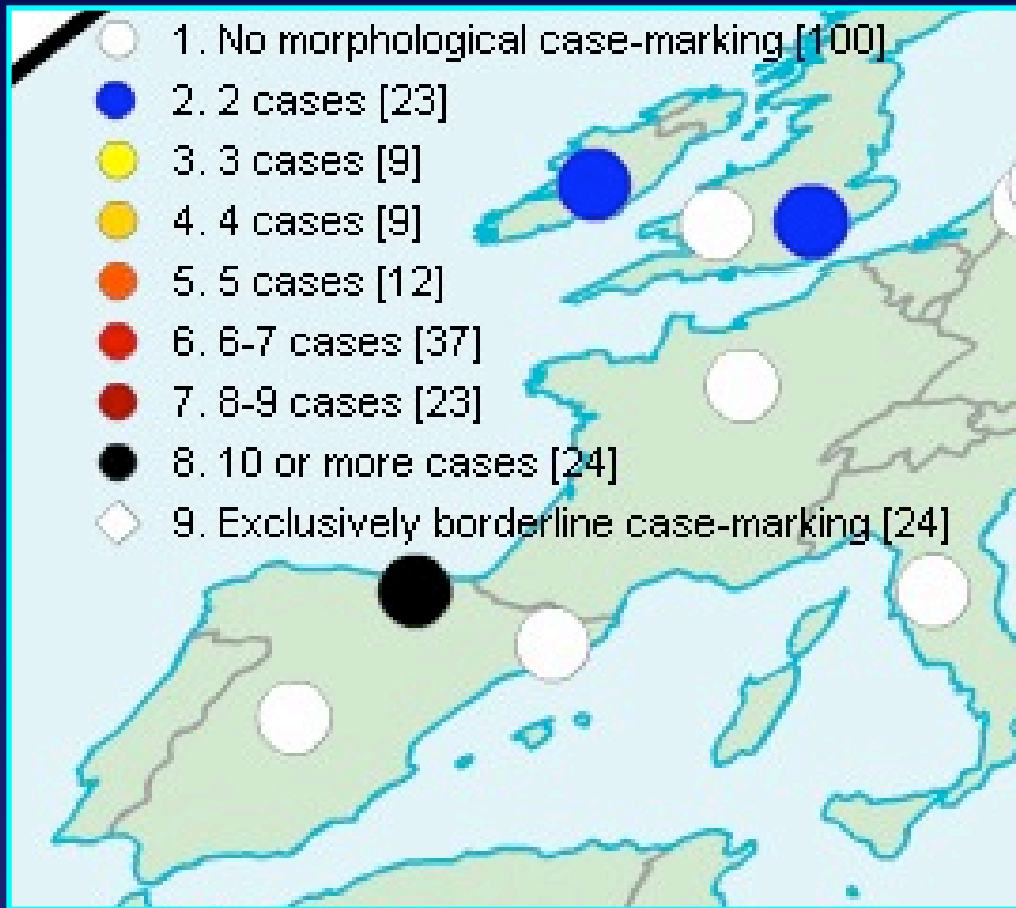 1. No morphological case-marking [100]
2. 2 cases [23]
3. 3 cases [9]
4. 4 cases [9]
5. 5 cases [12]
6. 6-7 cases [37]
7. 8-9 cases [23]
8. 10 or more cases [24]
9. Exclusively borderline case-marking [24]